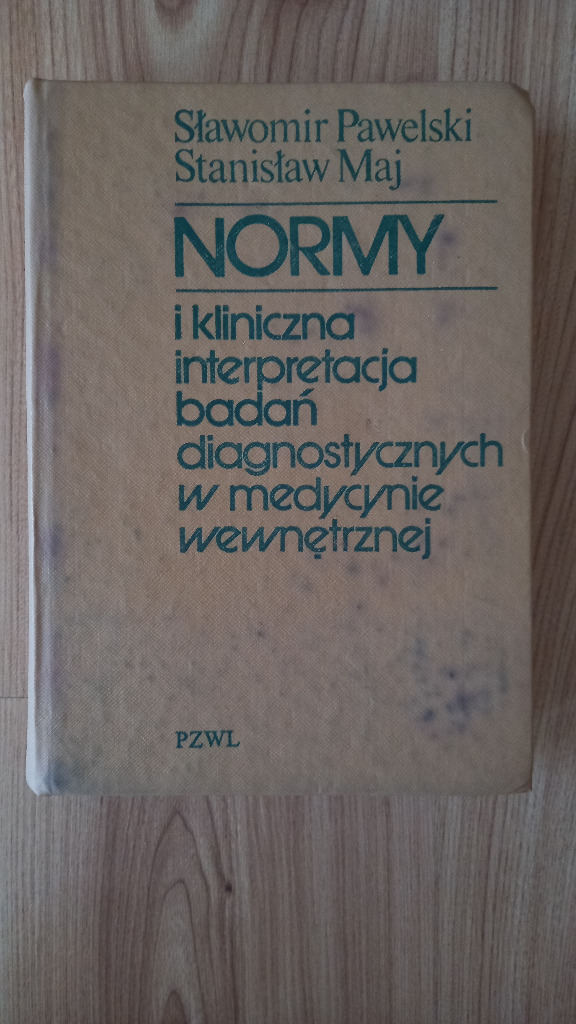 Sławomir Pawelski
Stanisław Maj
NORMY
i kliniczna
interpretacja
badań
diagnostycznych
w medycynie
wewnętrznej
PZWL